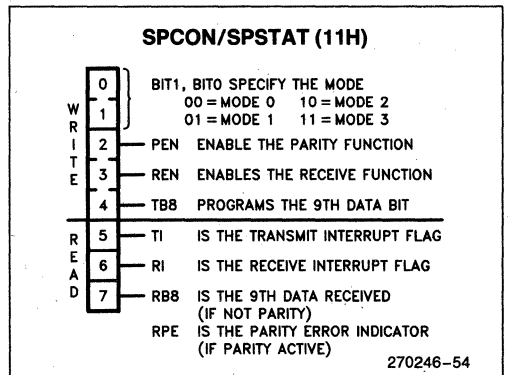 SPCON/SPSTAT (11H)
0 BIT1, BIT0 SPECIFY THE MODE
00 = MODE 0 10 = MODE 2
1 01 = MODE 1 11 = MODE 3
WRITE
2 PEN ENABLE THE PARITY FUNCTION
3 REN ENABLES THE RECEIVE FUNCTION
4 TB8 PROGRAMS THE 9TH DATA BIT
READ
5 TI IS THE TRANSMIT INTERRUPT FLAG
6 RI IS THE RECEIVE INTERRUPT FLAG
7 RB8 IS THE 9TH DATA RECEIVED
(IF NOT PARITY)
RPE IS THE PARITY ERROR INDICATOR
(IF PARITY ACTIVE)
270246-54